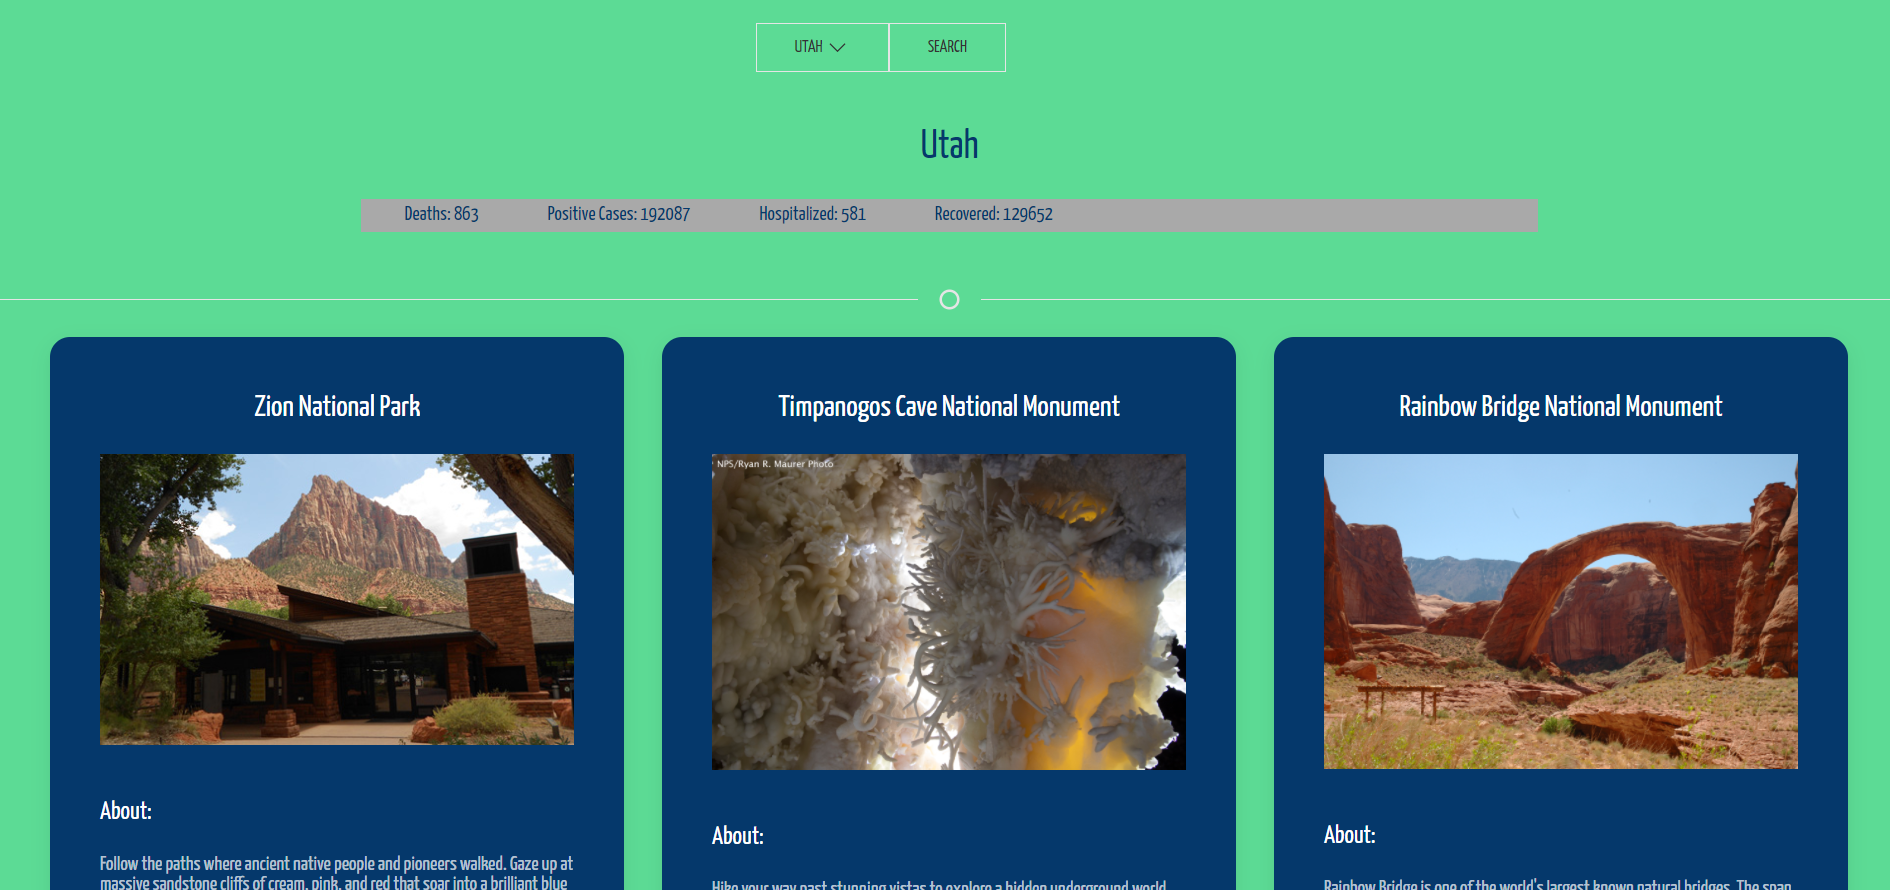 UTAH
SEARCH
Utah
Deaths: 863
Positive Cases: 192087
Hospitalized: 581
Recovered: 129652
Zion National Park
About:
Follow the paths where ancient native people and pioneers walked. Gaze up at
massive sandstone cliffs of cream, pink, and red that soar into a brilliant blue
Timpanogos Cave National Monument
NPS/Ryan R. Maurer Photo
About:
Hike your way past stunning vistas to explore a hidden underground world.
Rainbow Bridge National Monument
About:
Rainbow Bridge is one of the world's largest known natural bridges. The span